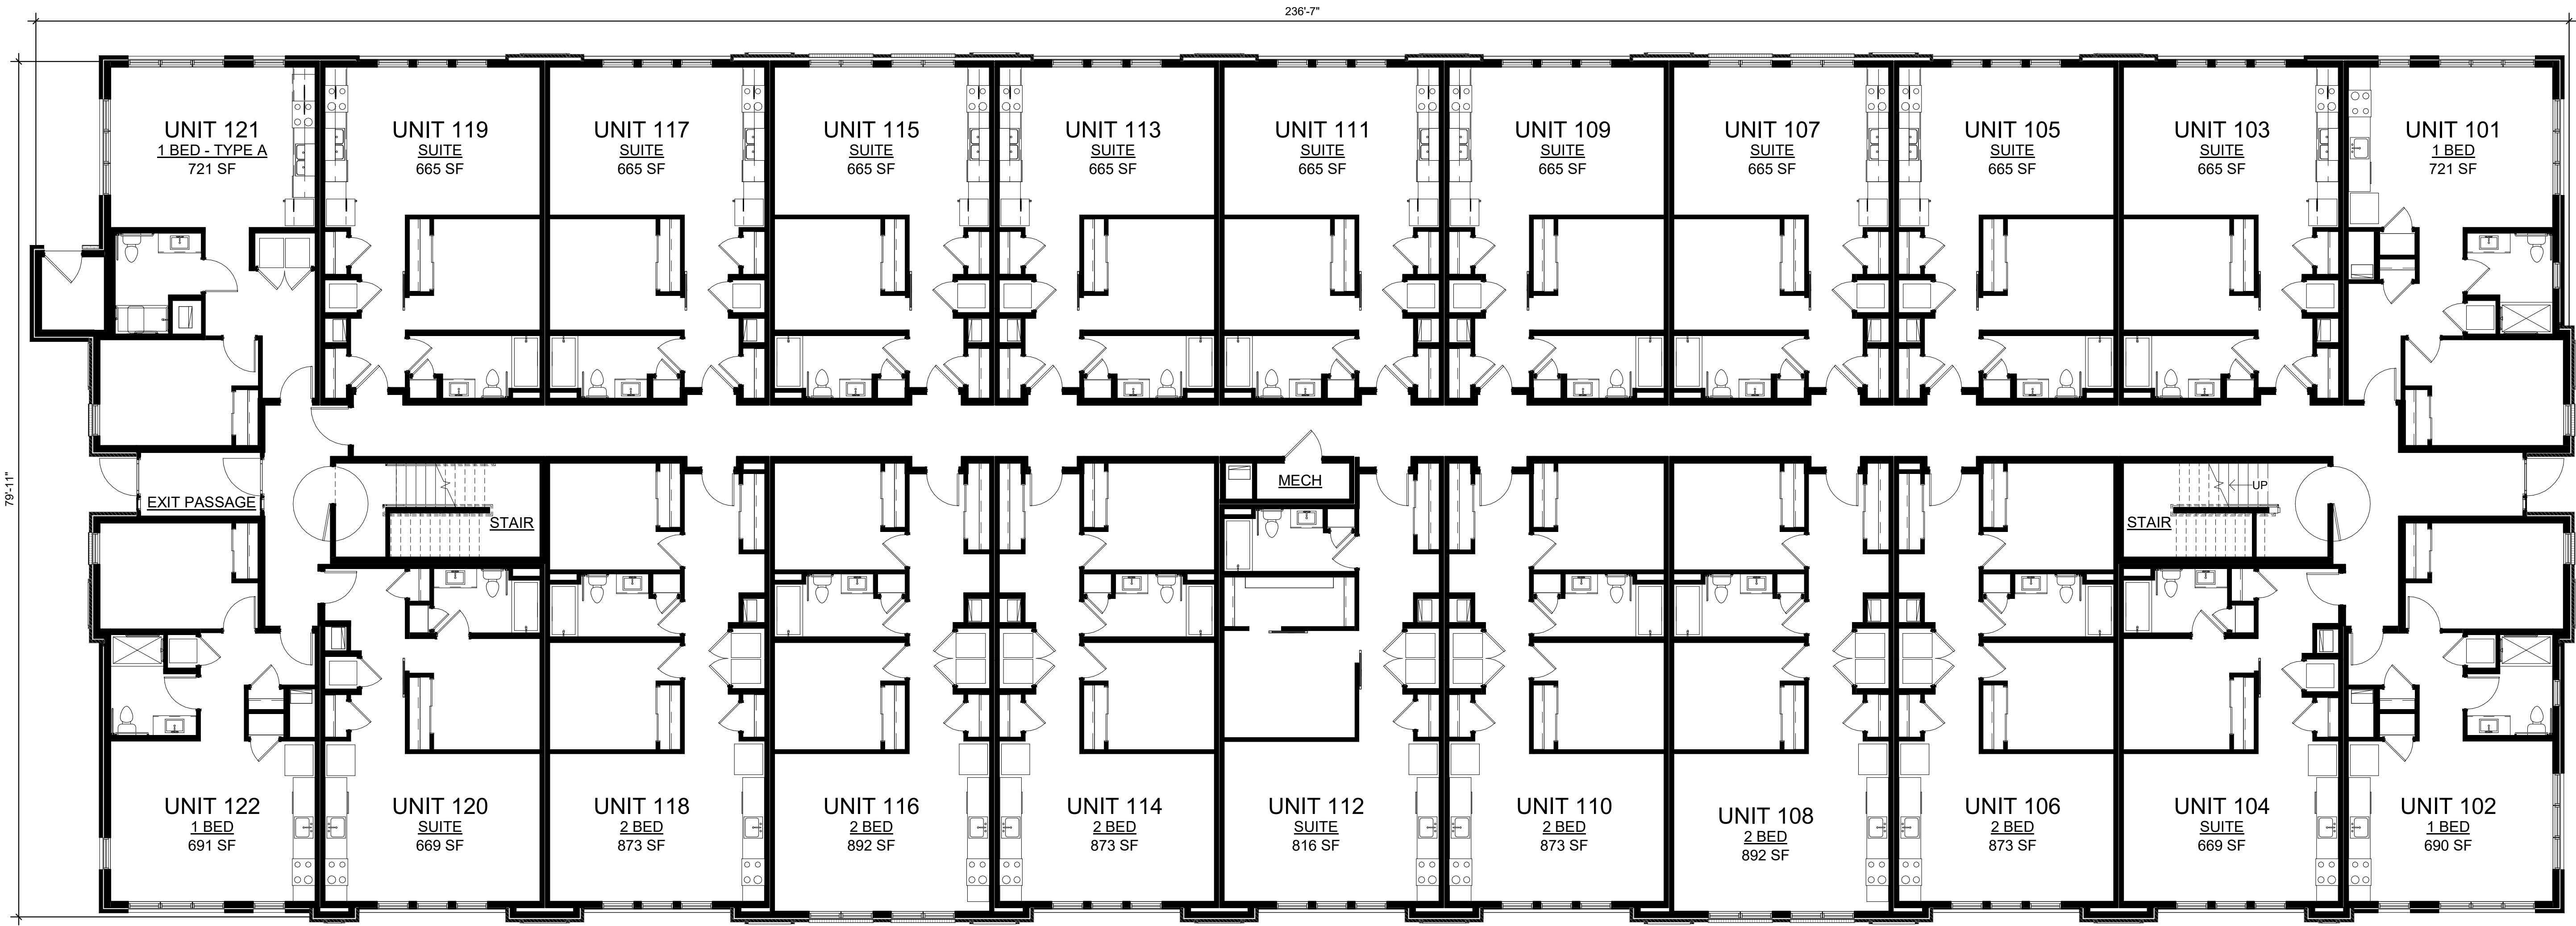 236'-7"
UNIT 121
1 BED - TYPE A
721 SF
UNIT 119
SUITE
665 SF
UNIT 117
SUITE
665 SF
UNIT 115
SUITE
665 SF
UNIT 113
SUITE
665 SF
UNIT 111
SUITE
665 SF
UNIT 109
SUITE
665 SF
UNIT 107
SUITE
665 SF
UNIT 105
SUITE
665 SF
UNIT 103
SUITE
665 SF
UNIT 101
1 BED
721 SF
79'-11"
EXIT PASSAGE
STAIR
MECH
UP
STAIR
UNIT 122
1 BED
691 SF
UNIT 120
SUITE
669 SF
UNIT 118
2 BED
873 SF
UNIT 116
2 BED
892 SF
UNIT 114
2 BED
873 SF
UNIT 112
SUITE
816 SF
UNIT 110
2 BED
873 SF
UNIT 108
2 BED
892 SF
UNIT 106
2 BED
873 SF
UNIT 104
SUITE
669 SF
UNIT 102
1 BED
690 SF